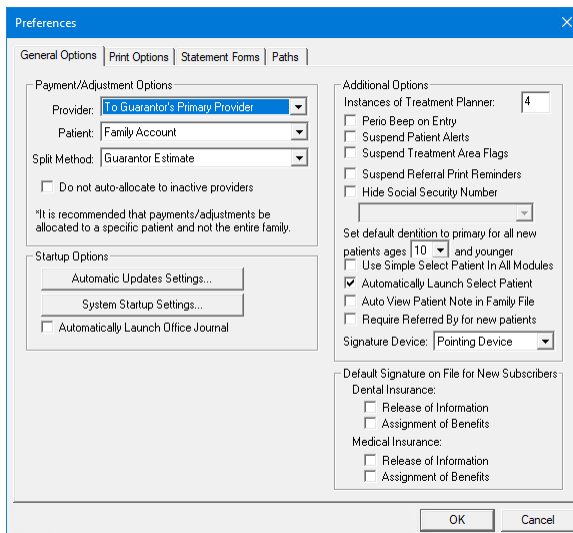 Preferences
General Options
Print Options
Statement Forms
Paths
Payment/Adjustment Options
Provider: To Guarantor's Primary Provider
Patient: Family Account
Split Method: Guarantor Estimate
Do not auto-allocate to inactive providers
*It is recommended that payments/adjustments be
allocated to a specific patient and not the entire family.
Startup Options
Automatic Updates Settings...
System Startup Settings...
Automatically Launch Office Journal
Additional Options
Instances of Treatment Planner: 4
Perio Beep on Entry
Suspend Patient Alerts
Suspend Treatment Area Flags
Suspend Referral Print Reminders
Hide Social Security Number
Set default dentition to primary for all new
patients ages 10 and younger
Use Simple Select Patient In All Modules
Automatically Launch Select Patient
Auto View Patient Note in Family File
Require Referred By for new patients
Signature Device: Pointing Device
Default Signature on File for New Subscribers
Dental Insurance:
Release of Information
Assignment of Benefits
Medical Insurance:
Release of Information
Assignment of Benefits
OK
Cancel